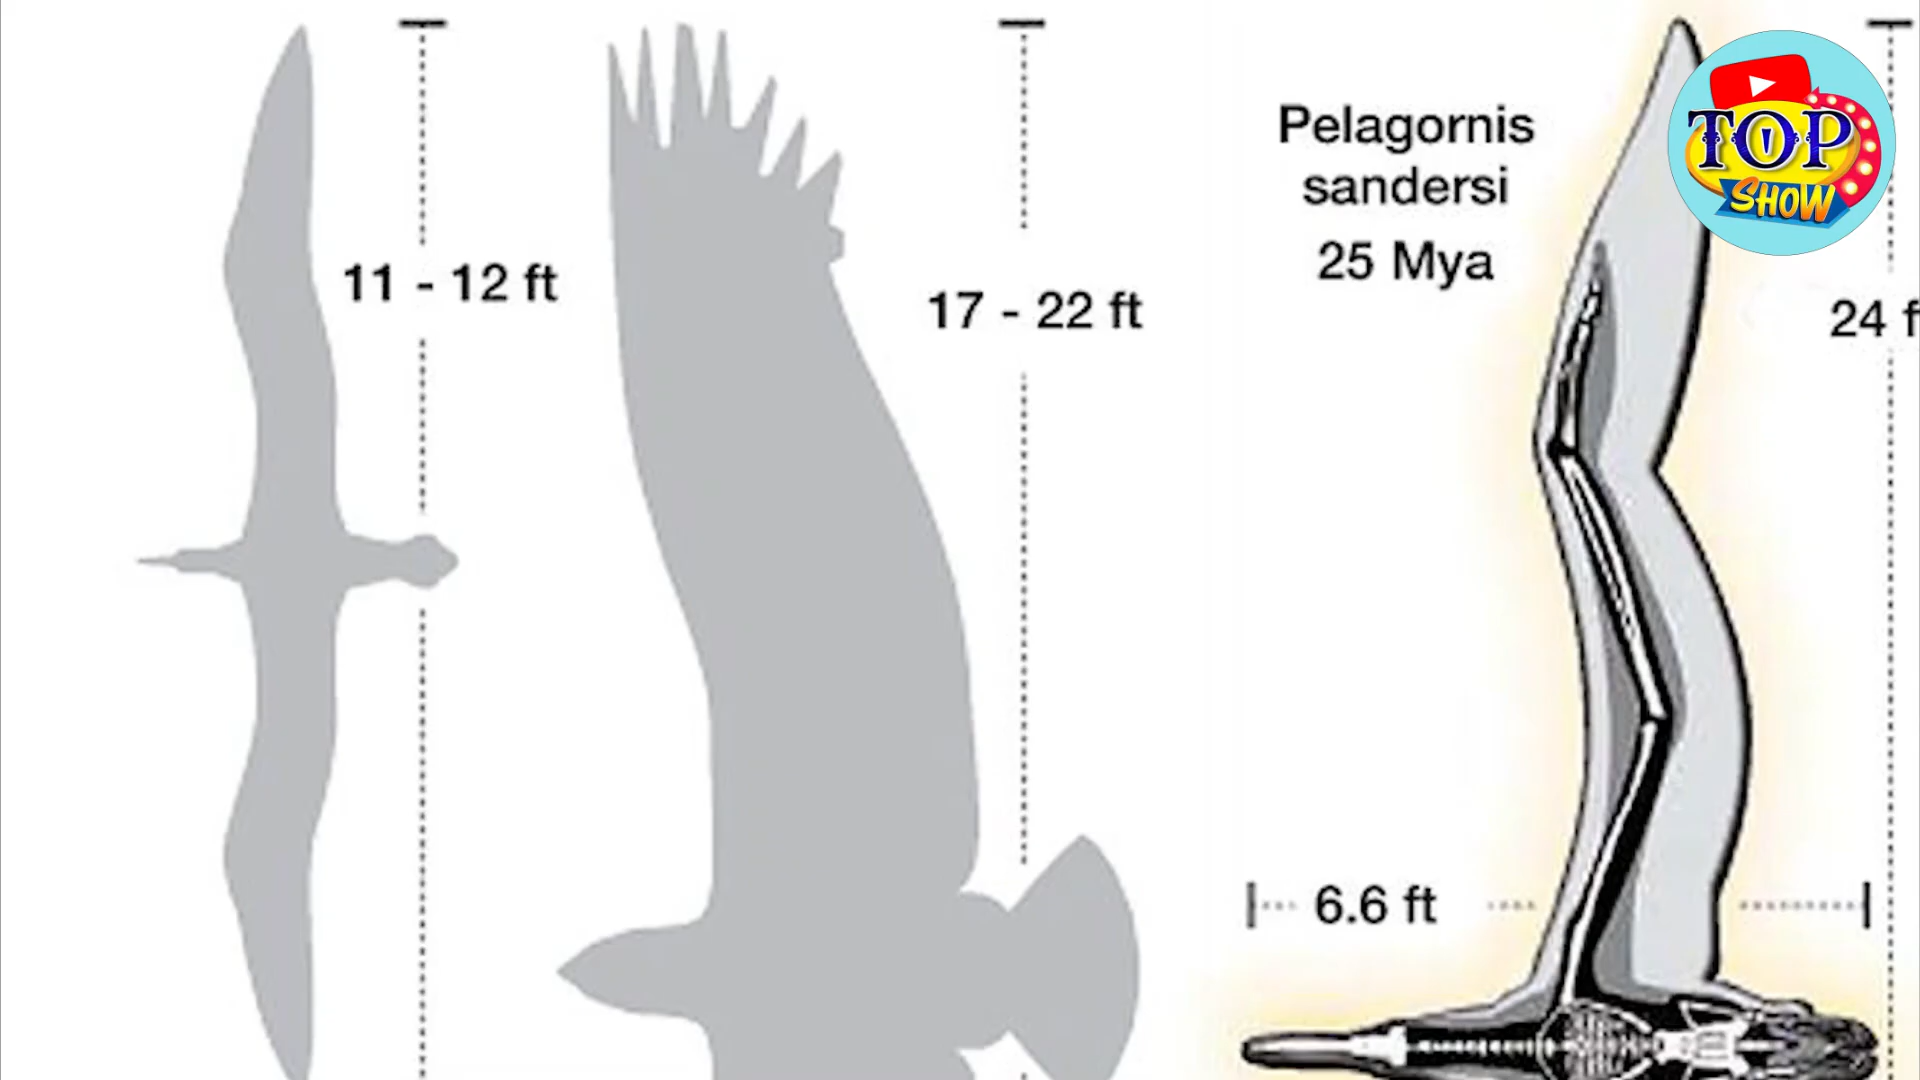 11 - 12 ft
17 - 22 ft
Pelagornis
sandersi
25 Mya
TOP
SHOW
24 f
6.6 ft